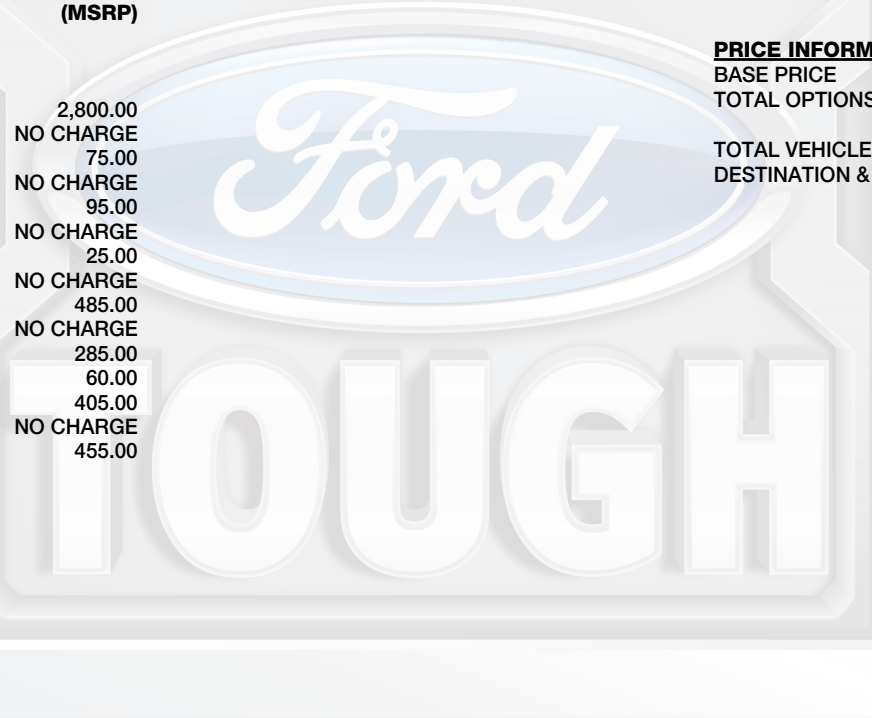 (MSRP)
2,800.00
NO CHARGE
75.00
NO CHARGE
95.00
NO CHARGE
25.00
NO CHARGE
485.00
NO CHARGE
285.00
60.00
405.00
NO CHARGE
455.00
PRICE INFORM
BASE PRICE
TOTAL OPTIONS
TOTAL VEHICLE
DESTINATION &
Ford
TOUGH